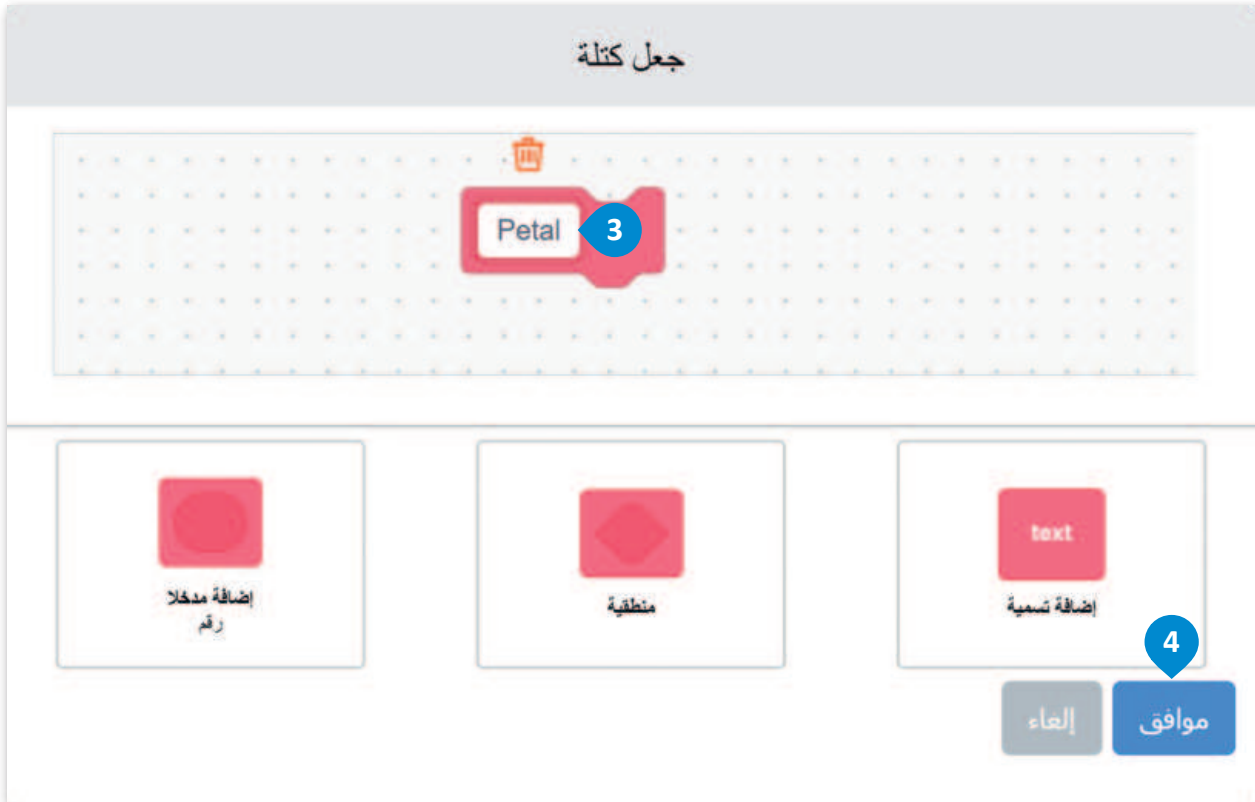 جعل كتلة
Petal
3
text
إضافة تسمية
منطقية
إضافة مدخلا
رقم
4
موافق
إلغاء